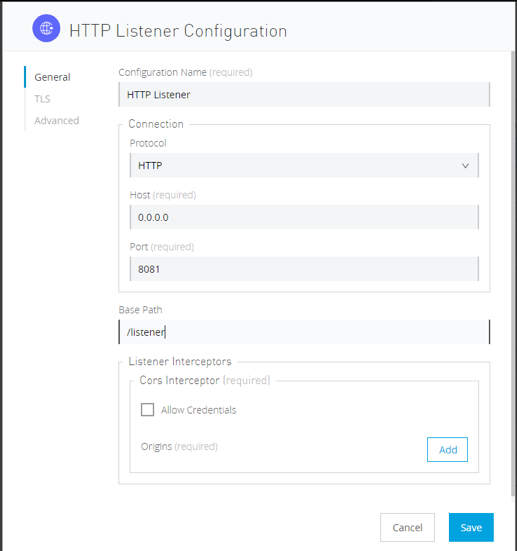 HTTP Listener Configuration
General
TLS
Advanced
Configuration Name (required)
HTTP Listener
Connection
Protocol
HTTP
Host (required)
0.0.0.0
Port (required)
8081
Base Path
/listener
Listener Interceptors
Cors Interceptor (required)
Allow Credentials
Origins (required)
Add
Cancel
Save